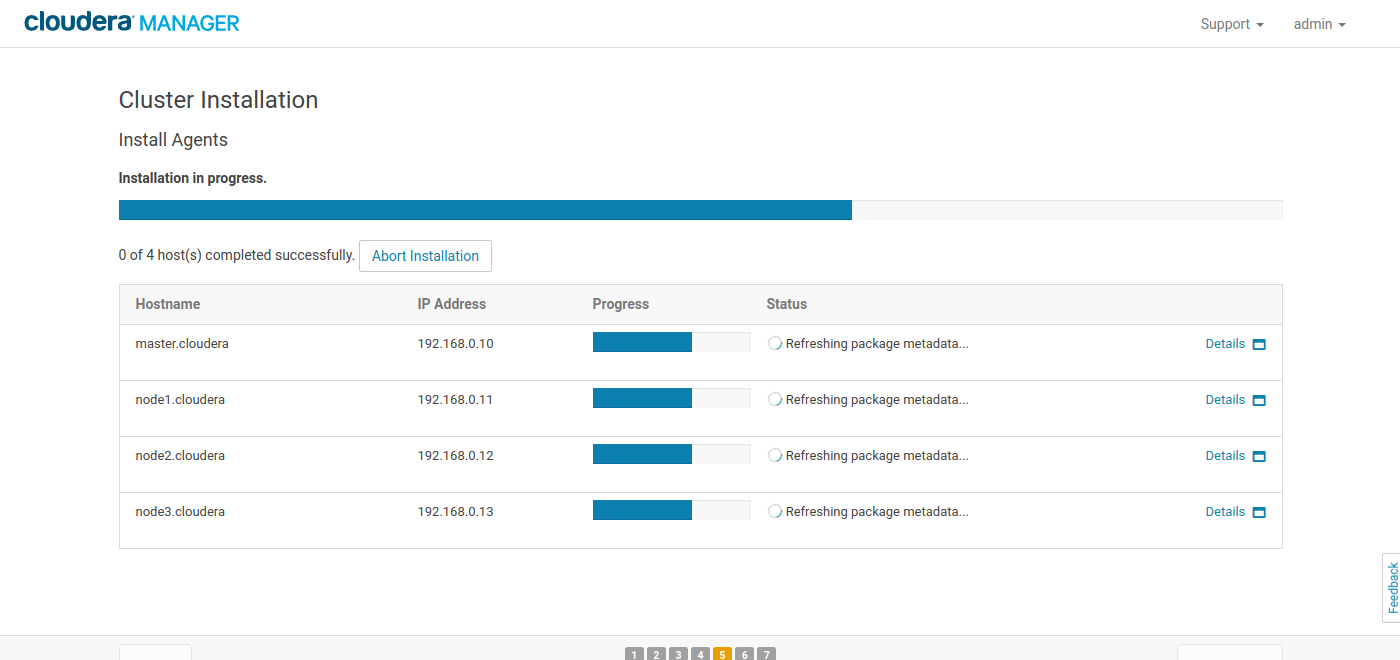 cloudera MANAGER Support admin
Cluster Installation
Install Agents
Installation in progress.
0 of 4 host(s) completed successfully. Abort Installation
Hostname IP Address Progress Status
master.cloudera 192.168.0.10 Refreshing package metadata... Details
node1.cloudera 192.168.0.11 Refreshing package metadata... Details
node2.cloudera 192.168.0.12 Refreshing package metadata... Details
node3.cloudera 192.168.0.13 Refreshing package metadata... Details
Feedback
1 2 3 4 5 6 7